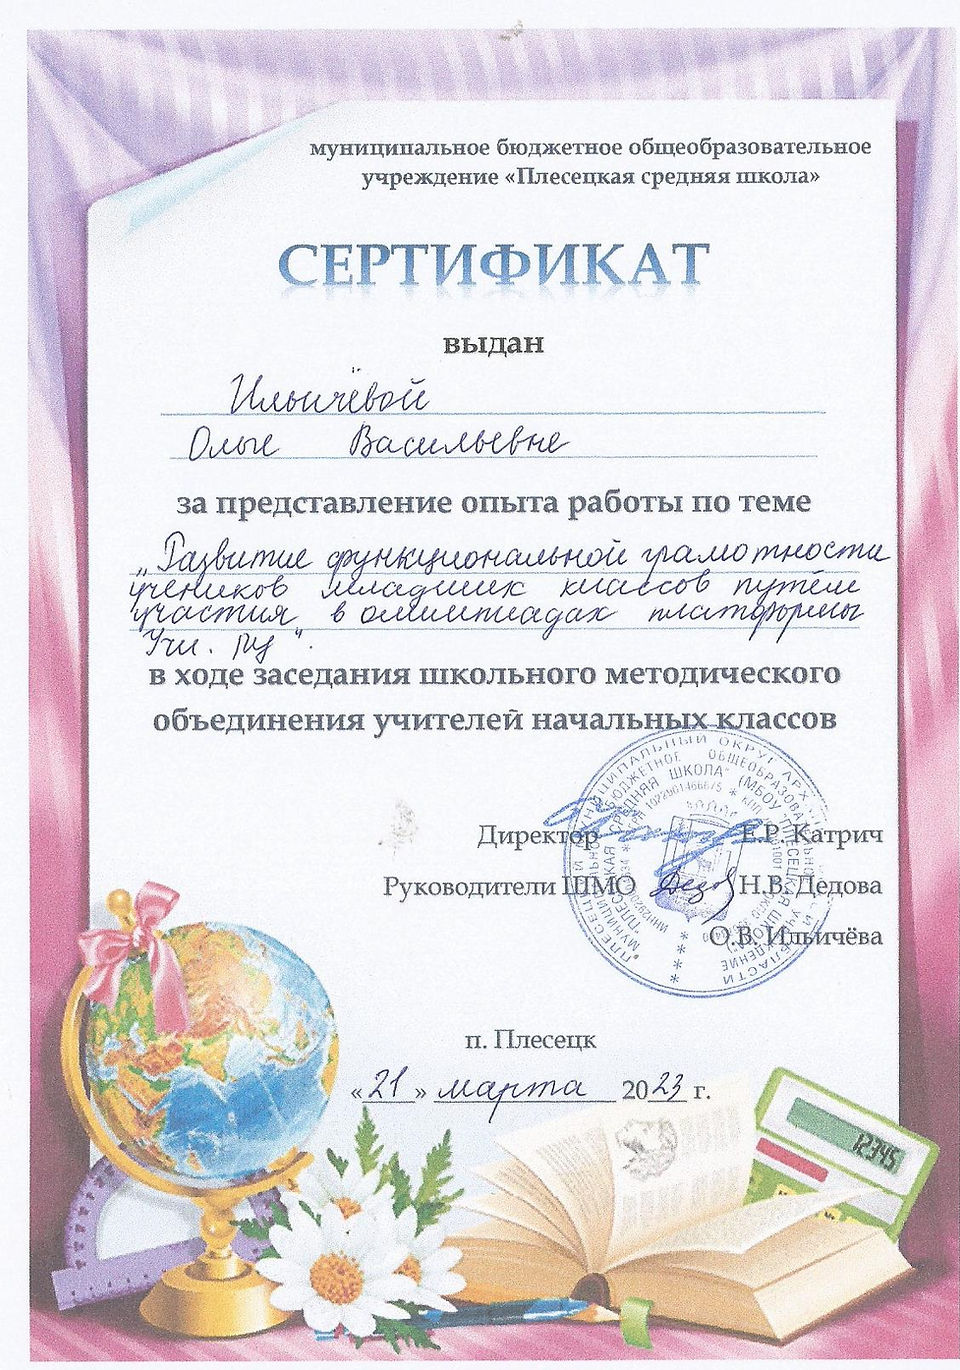 муниципальное бюджетное общеобразовательное
учреждение «Плесецкая средняя школа»
СЕРТИФИКАТ
выдан
Ильичёвой
Ольге Васильевне
за представление опыта работы по теме
„Развитие функциональной грамотности
учеников младших классов путём
участия в олимпиадах платформы
"Учи. ру".
в ходе заседания школьного методического
объединения учителей начальных классов
Директор Е.Р. Катрич
Руководители ШМО Дедов Н.В. Дедова
О.В. Ильичёва
п. Плесецк
«21» марта 2023 г.
12345